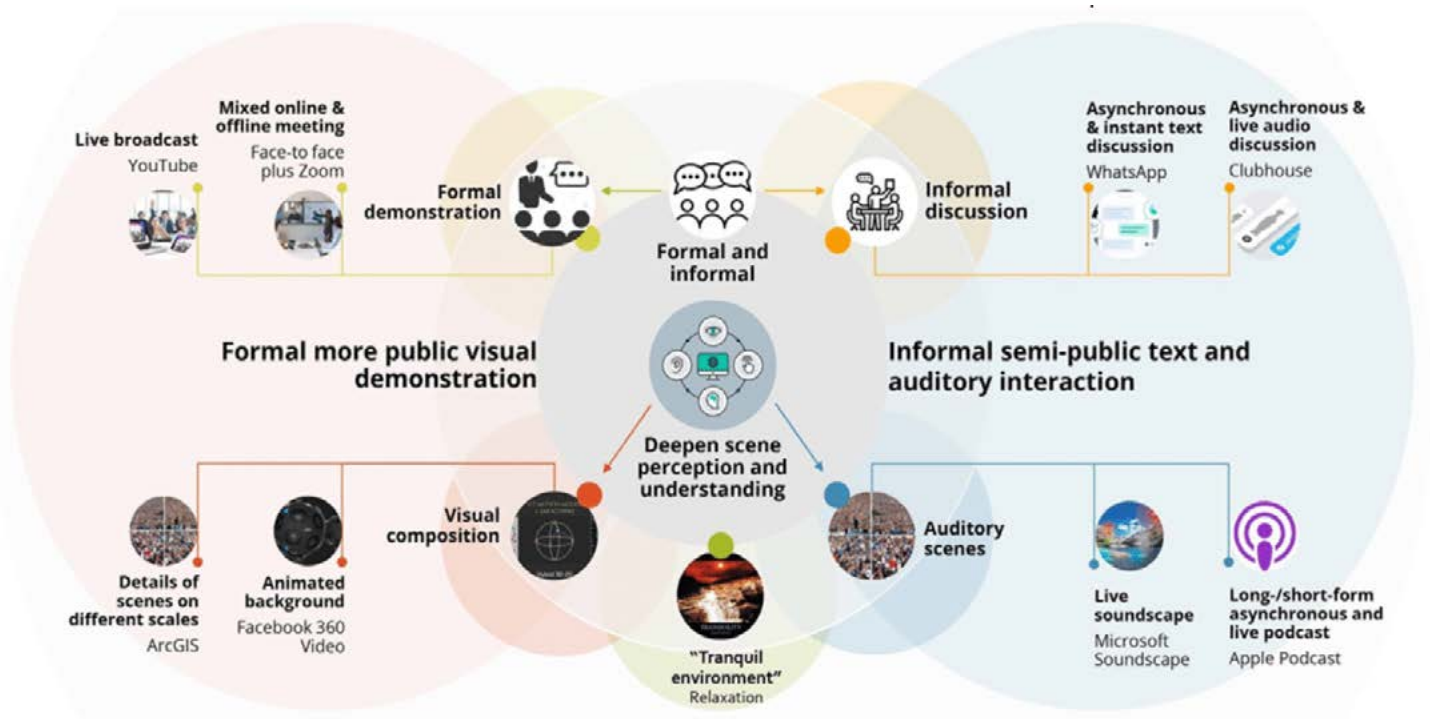 Live broadcast
YouTube
Mixed online &
offline meeting
Face-to face
plus Zoom
Formal
demonstration
Formal and
informal
Informal
discussion
Asynchronous
& instant text
discussion
WhatsApp
Asynchronous &
live audio
discussion
Clubhouse
Formal more public visual
demonstration
Informal semi-public text and
auditory interaction
Deepen scene
perception and
understanding
Visual
composition
Auditory
scenes
Details of
scenes on
different scales
ArcGIS
Animated
background
Facebook 360
Video
TRANQUILITY
"Tranquil
environment"
Relaxation
Live
soundscape
Microsoft
Soundscape
Long-/short-form
asynchronous and
live podcast
Apple Podcast